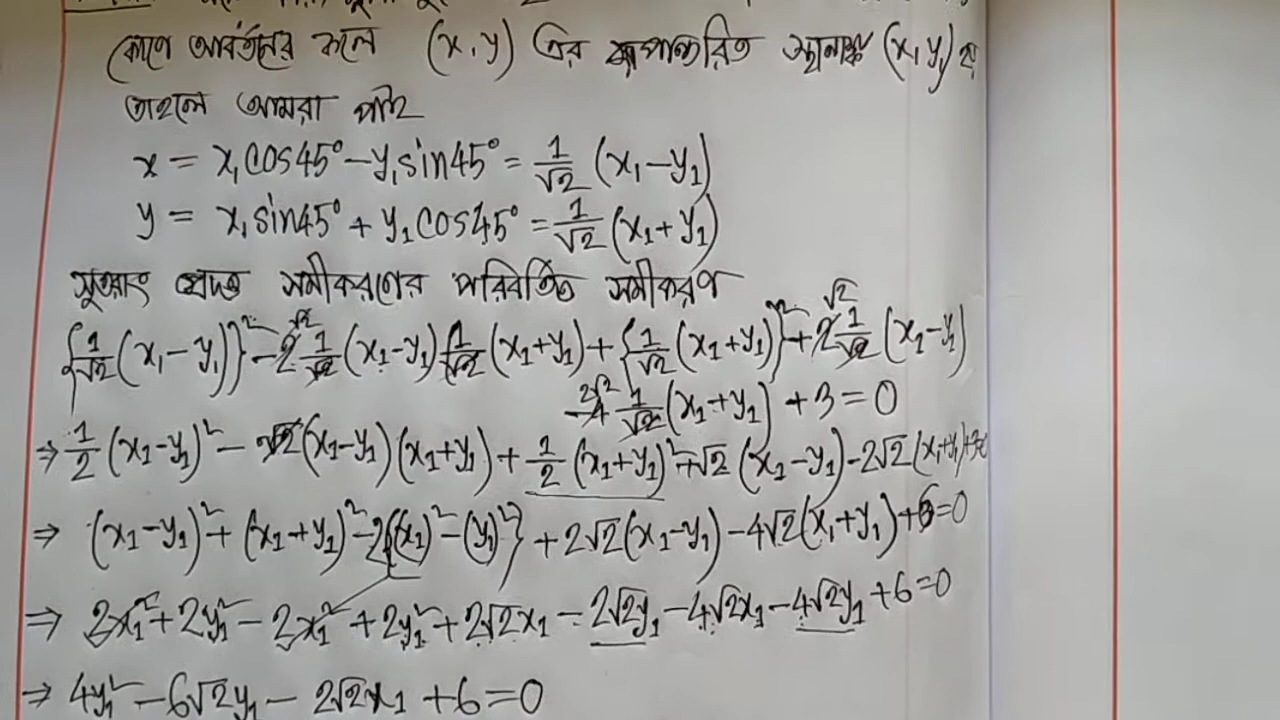 কোণে আবর্তনের ফলে (x, y) এর রূপান্তরিত স্থানাঙ্ক (x₁, y₁) হয়
তাহলে আমরা পাই
x = x₁cos45° − y₁sin45° = 1/√2 (x₁ − y₁)
y = x₁sin45° + y₁cos45° = 1/√2 (x₁ + y₁)
সুতরাং প্রদত্ত সমীকরণের পরিবর্তিত সমীকরণ
{1/√2 (x₁ − y₁)}² − 2 1/√2 (x₁ − y₁) 1/√2 (x₁ + y₁) + {1/√2 (x₁ + y₁)}² + 2 1/√2 (x₁ − y₁)
− 4 1/√2 (x₁ + y₁) + 3 = 0
⇒ 1/2 (x₁ − y₁)² − (x₁ − y₁)(x₁ + y₁) + 1/2 (x₁ + y₁)² + √2 (x₁ − y₁) − 2√2 (x₁ + y₁) + 3 = 0
⇒ (x₁ − y₁)² + (x₁ + y₁)² − 2{(x₁)² − (y₁)²} + 2√2 (x₁ − y₁) − 4√2 (x₁ + y₁) + 6 = 0
⇒ 2x₁² + 2y₁² − 2x₁² + 2y₁² + 2√2x₁ − 2√2y₁ − 4√2x₁ − 4√2y₁ + 6 = 0
⇒ 4y₁² − 6√2y₁ − 2√2x₁ + 6 = 0